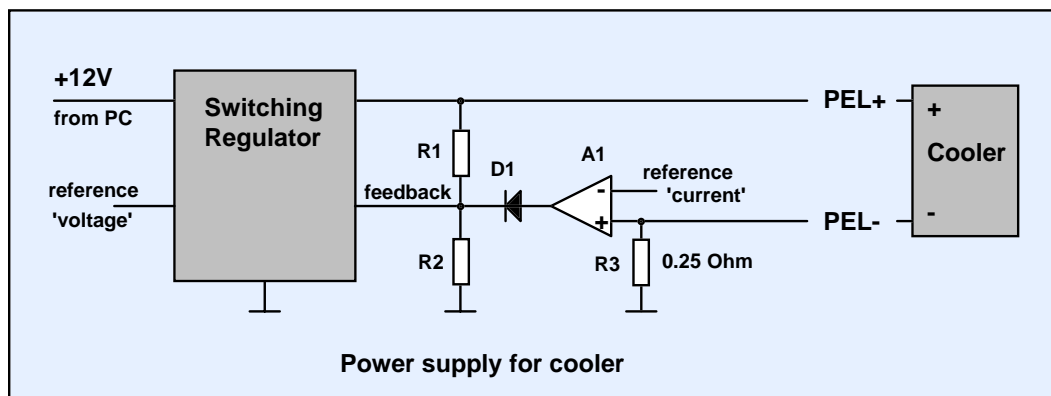 +12V
from PC
Switching
Regulator
reference
'voltage'
feedback
R1
R2
D1
A1
-
+
reference
'current'
R3
0.25 Ohm
PEL+
PEL-
+
Cooler
-
Power supply for cooler